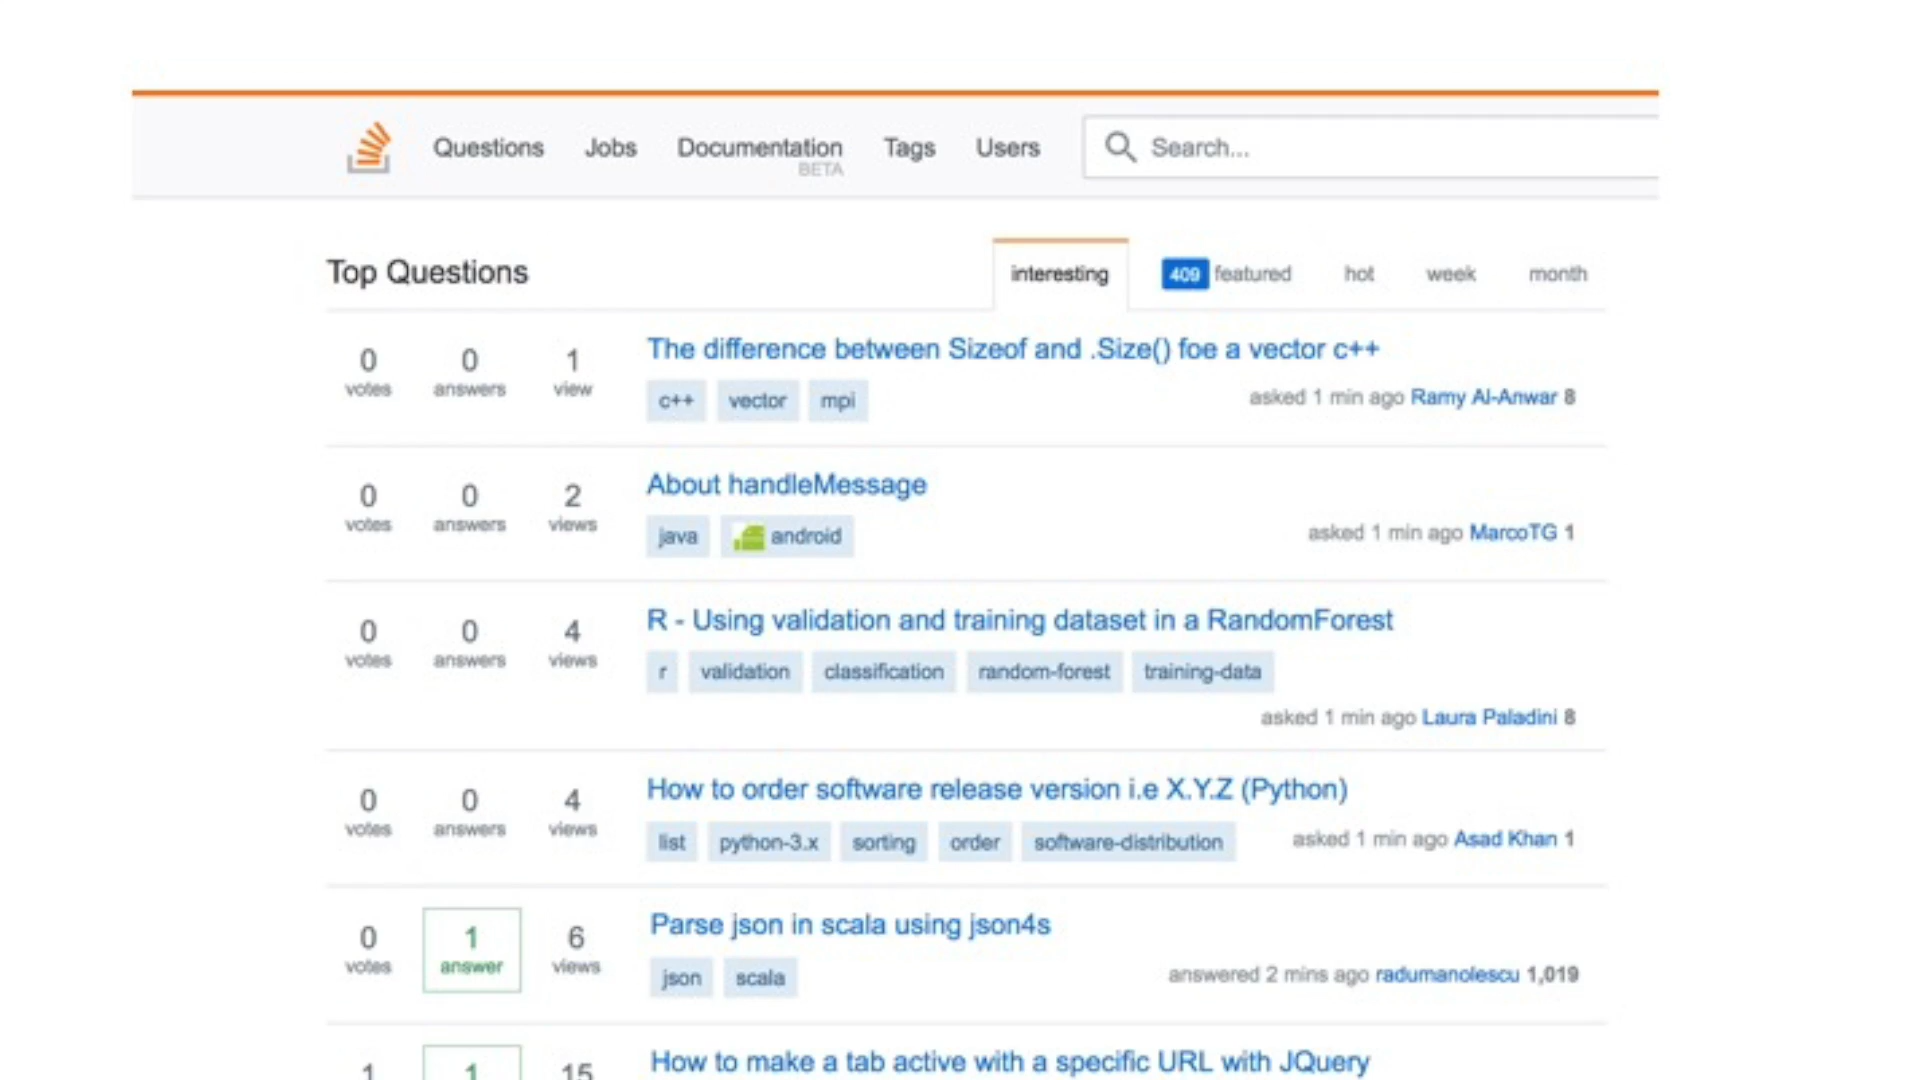 Questions Jobs Documentation BETA Tags Users Search...
Top Questions interesting 409 featured hot week month
The difference between Sizeof and .Size() foe a vector c++
0 votes 0 answers 1 view
c++ vector mpi asked 1 min ago Ramy Al-Anwar 8
About handleMessage
0 votes 0 answers 2 views
java android asked 1 min ago MarcoTG 1
R - Using validation and training dataset in a RandomForest
0 votes 0 answers 4 views
r validation classification random-forest training-data
asked 1 min ago Laura Paladini 8
How to order software release version i.e X.Y.Z (Python)
0 votes 0 answers 4 views
list python-3.x sorting order software-distribution asked 1 min ago Asad Khan 1
Parse json in scala using json4s
0 votes 1 answer 6 views
json scala answered 2 mins ago radumanolescu 1,019
How to make a tab active with a specific URL with JQuery
1 1 15